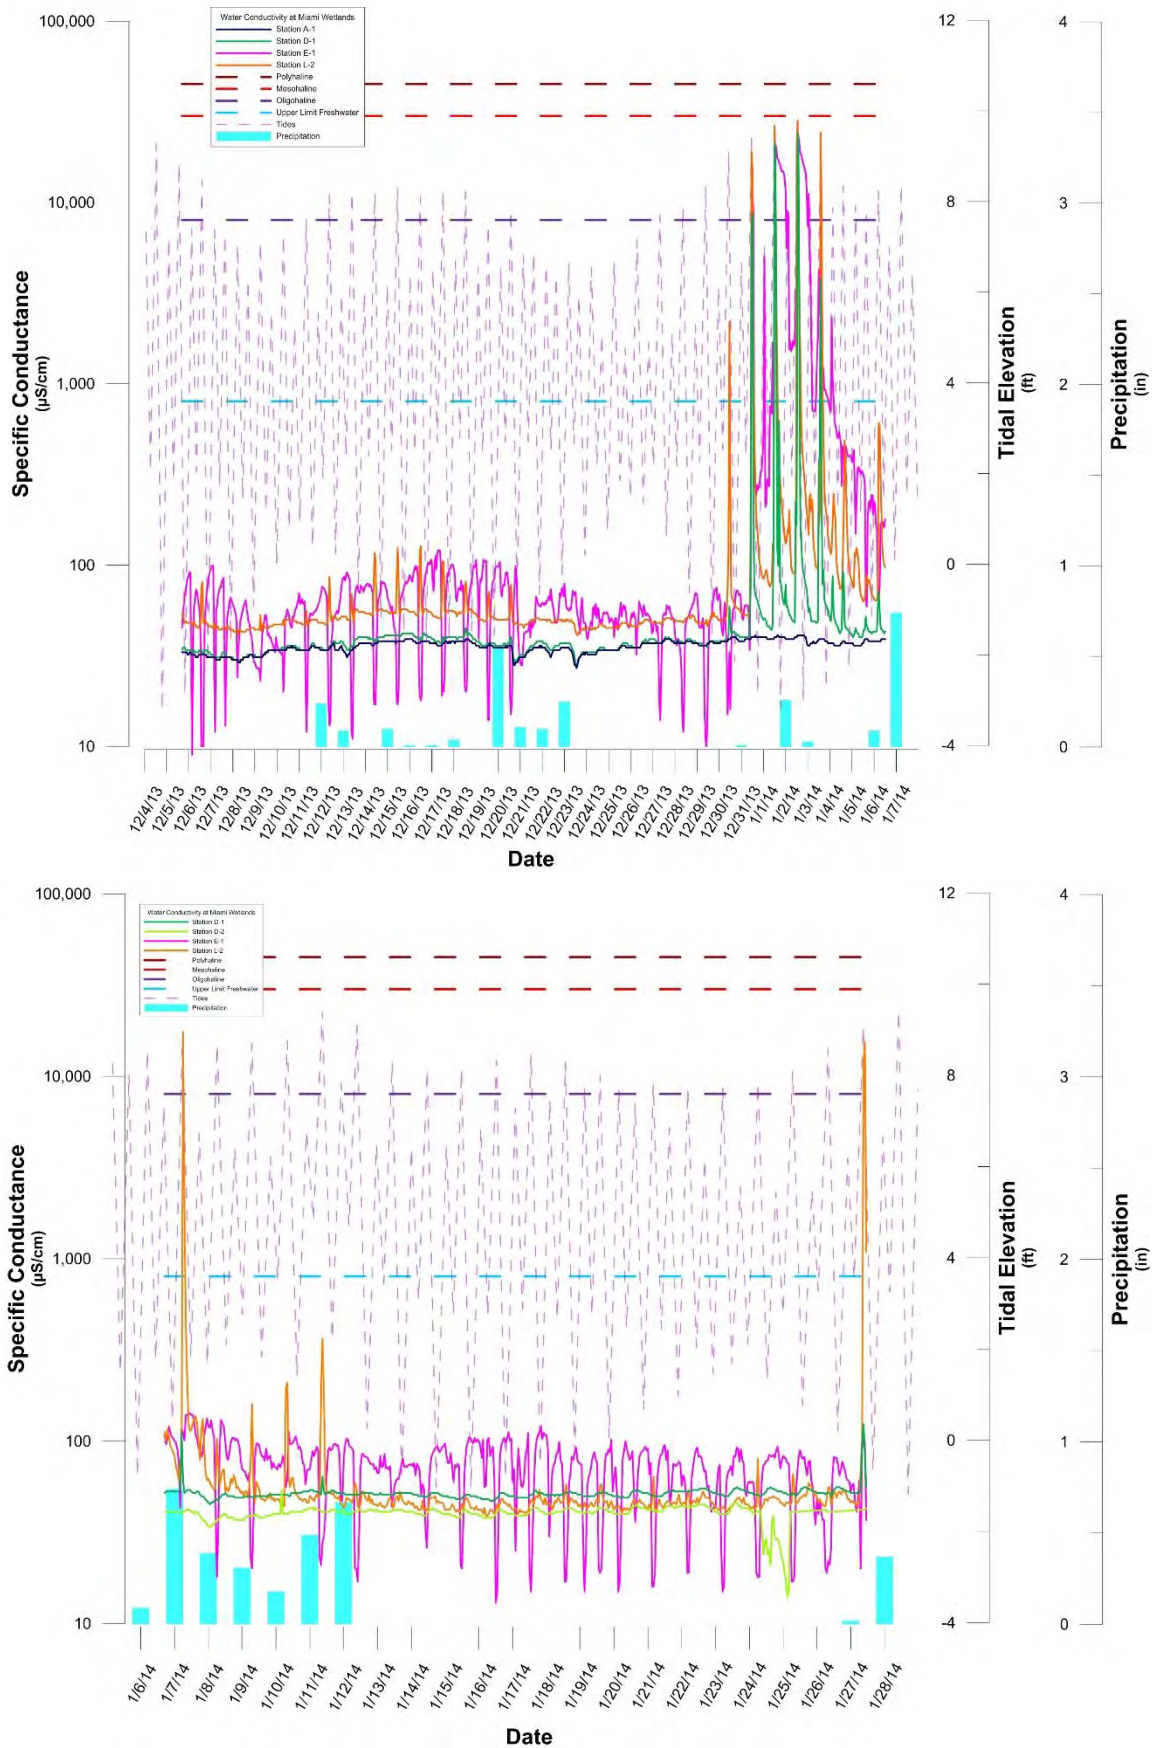 100,000
10,000
1,000
100
10
Specific Conductance
(µS/cm)
Water Conductivity at Miami Wetlands
Station A-1
Station D-1
Station E-1
Station L-2
Polyhaline
Mesohaline
Oligohaline
Upper Limit Freshwater
Tides
Precipitation
12
8
4
0
-4
Tidal Elevation
(ft)
4
3
2
1
0
Precipitation
(in)
12/4/13
12/5/13
12/6/13
12/7/13
12/8/13
12/9/13
12/10/13
12/11/13
12/12/13
12/13/13
12/14/13
12/15/13
12/16/13
12/17/13
12/18/13
12/19/13
12/20/13
12/21/13
12/22/13
12/23/13
12/24/13
12/25/13
12/26/13
12/27/13
12/28/13
12/29/13
12/30/13
12/31/13
1/1/14
1/2/14
1/3/14
1/4/14
1/5/14
1/6/14
1/7/14
Date
100,000
10,000
1,000
100
10
Specific Conductance
(µS/cm)
Water Conductivity at Miami Wetlands
Station D-1
Station D-2
Station E-1
Station L-2
Polyhaline
Mesohaline
Oligohaline
Upper Limit Freshwater
Tides
Precipitation
12
8
4
0
-4
Tidal Elevation
(ft)
4
3
2
1
0
Precipitation
(in)
1/6/14
1/7/14
1/8/14
1/9/14
1/10/14
1/11/14
1/12/14
1/13/14
1/14/14
1/15/14
1/16/14
1/17/14
1/18/14
1/19/14
1/20/14
1/21/14
1/22/14
1/23/14
1/24/14
1/25/14
1/26/14
1/27/14
1/28/14
Date